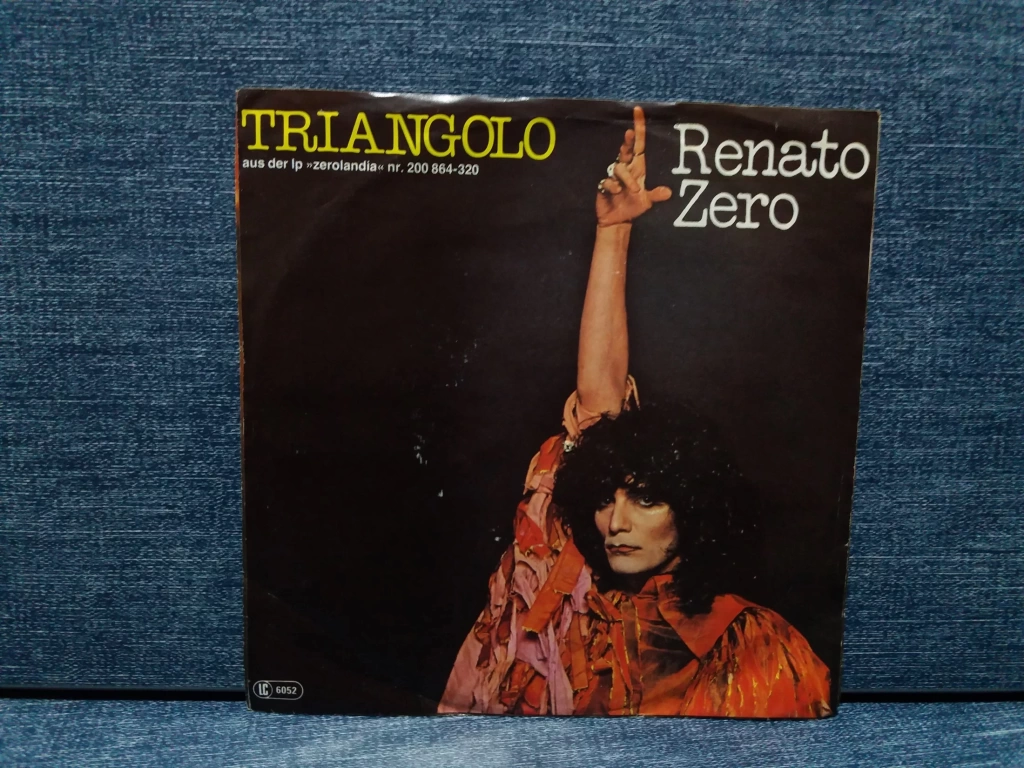 TRIANGOLO
aus der lp »zerolandia« nr. 200 864-320
Renato
Zero
LC 6052